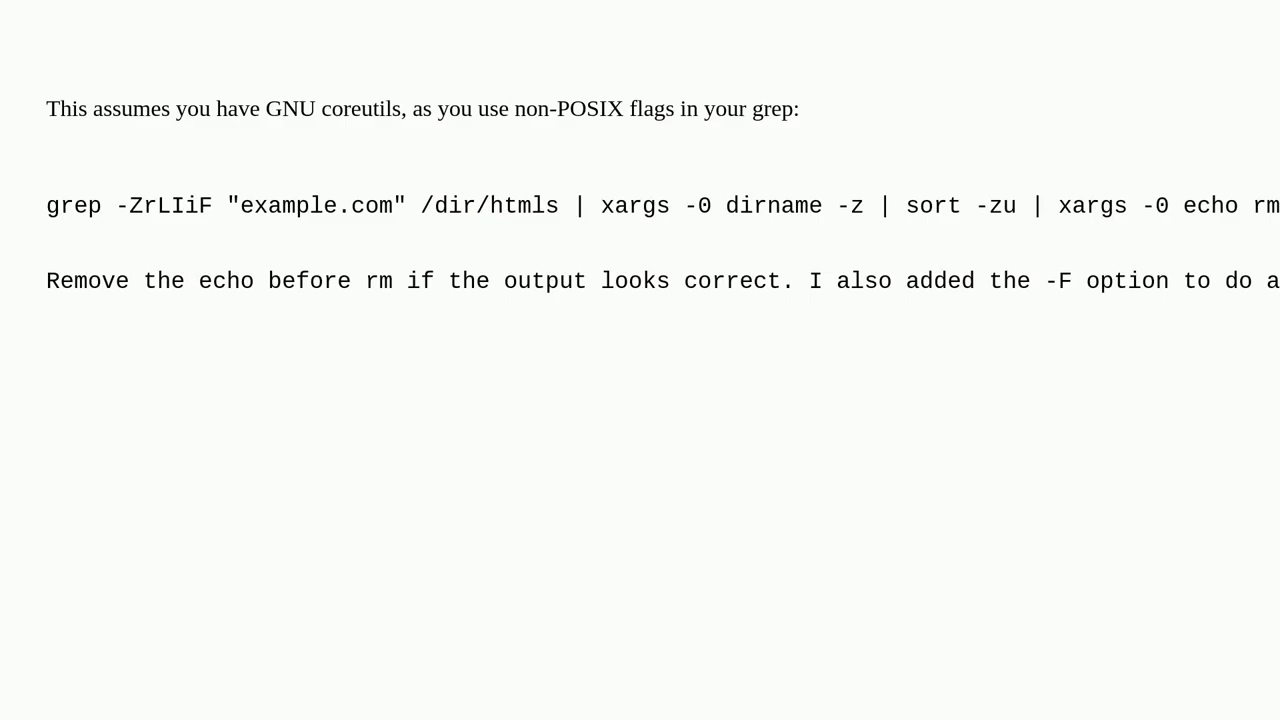 This assumes you have GNU coreutils, as you use non-POSIX flags in your grep:
grep -ZrLIiF "example.com" /dir/htmls | xargs -0 dirname -z | sort -zu | xargs -0 echo rm
Remove the echo before rm if the output looks correct. I also added the -F option to do a